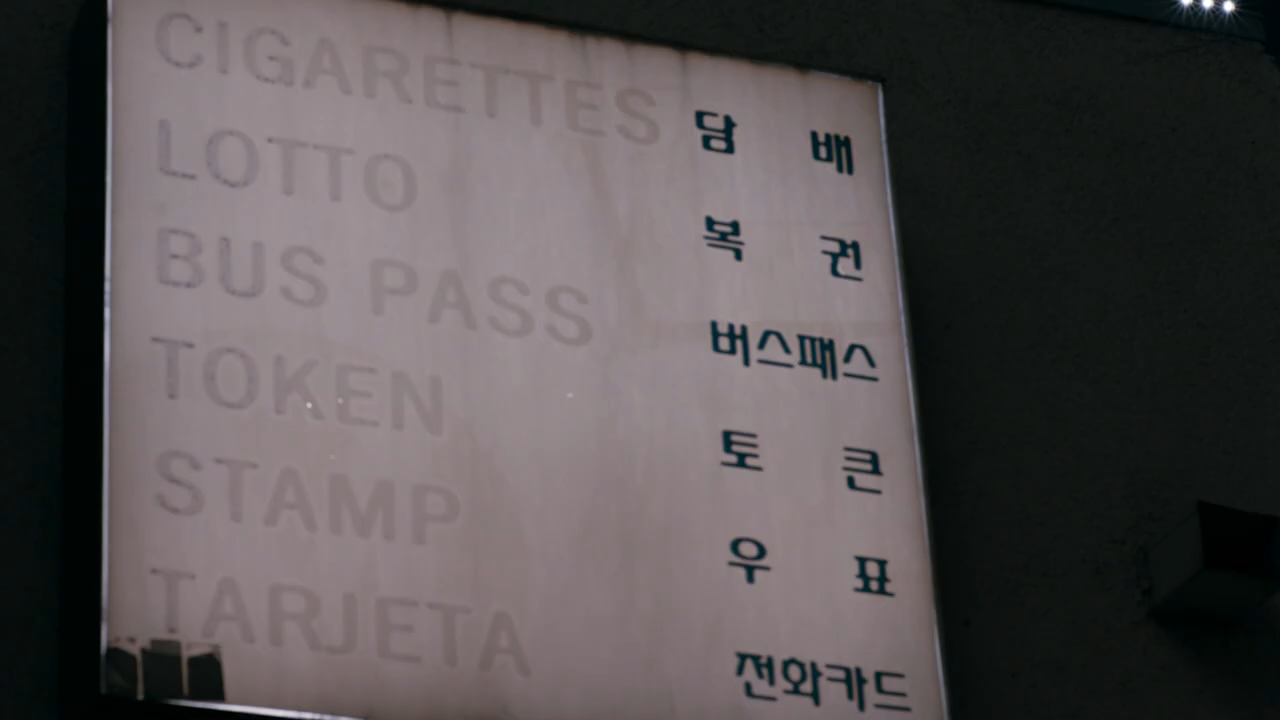 CIGARETTES 담 배
LOTTO 복 권
BUS PASS 버스패스
TOKEN 토 큰
STAMP 우 표
TARJETA 전화카드